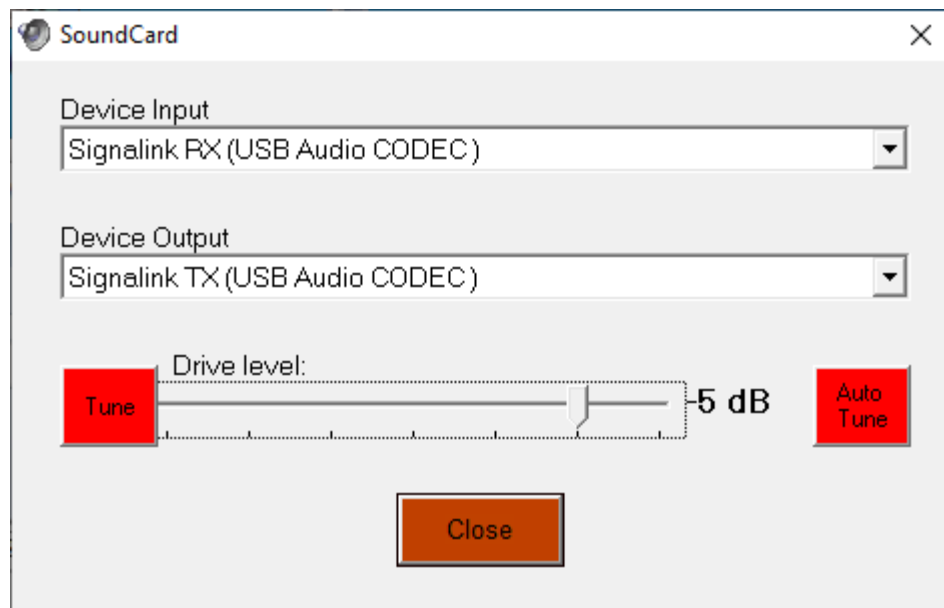 SoundCard
Device Input
Signalink RX (USB Audio CODEC)
Device Output
Signalink TX (USB Audio CODEC)
Drive level:
Tune
-5 dB
Auto
Tune
Close